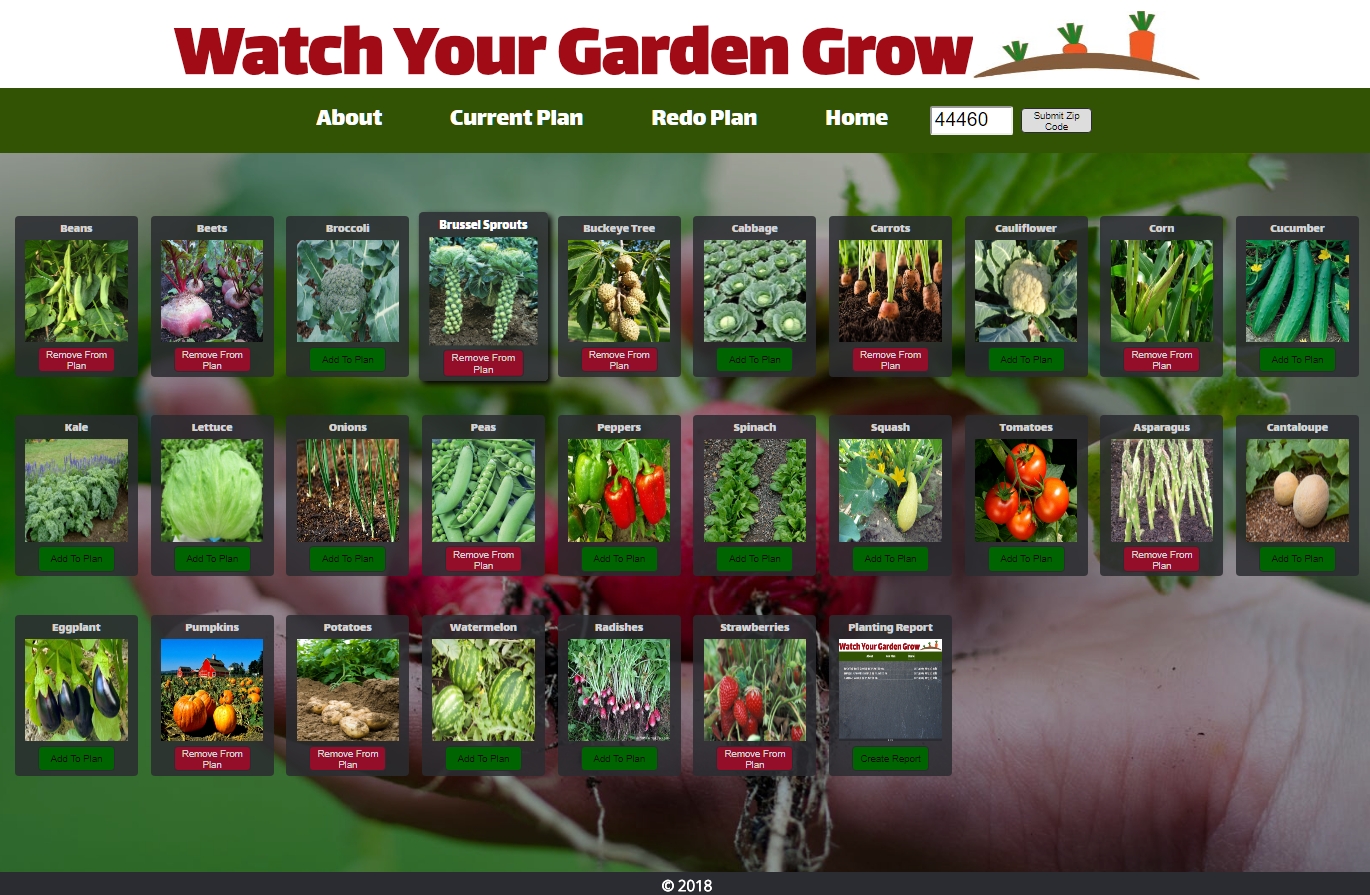 Watch Your Garden Grow
About Current Plan Redo Plan Home 44460 Submit Zip
Code
Beans Beets Broccoli Brussel Sprouts Buckeye Tree Cabbage Carrots Cauliflower Corn Cucumber
Remove From Remove From Add To Plan Remove From Remove From Add To Plan Remove From Add To Plan Remove From Add To Plan
Plan Plan Plan Plan Plan Plan
Kale Lettuce Onions Peas Peppers Spinach Squash Tomatoes Asparagus Cantaloupe
Add To Plan Add To Plan Add To Plan Remove From Add To Plan Add To Plan Add To Plan Add To Plan Remove From Add To Plan
Plan Plan
Eggplant Pumpkins Potatoes Watermelon Radishes Strawberries Planting Report
Watch Your Garden Grow
Add To Plan Remove From Remove From Add To Plan Add To Plan Remove From Create Report
Plan Plan Plan
© 2018